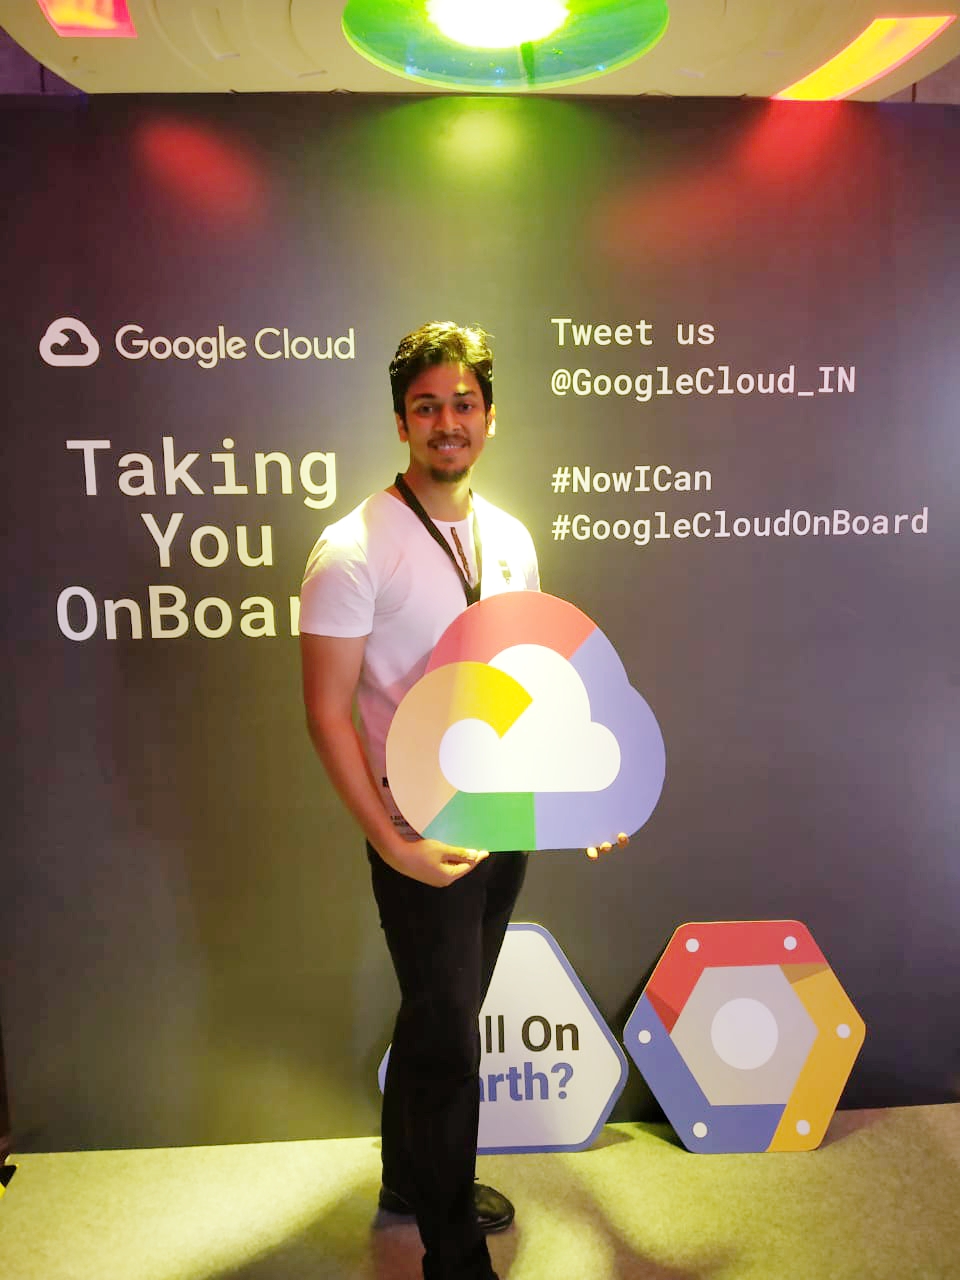 Google Cloud
Taking
You
OnBoar
Tweet us
@GoogleCloud_IN
#NowICan
#GoogleCloudOnBoard
ll On
arth?